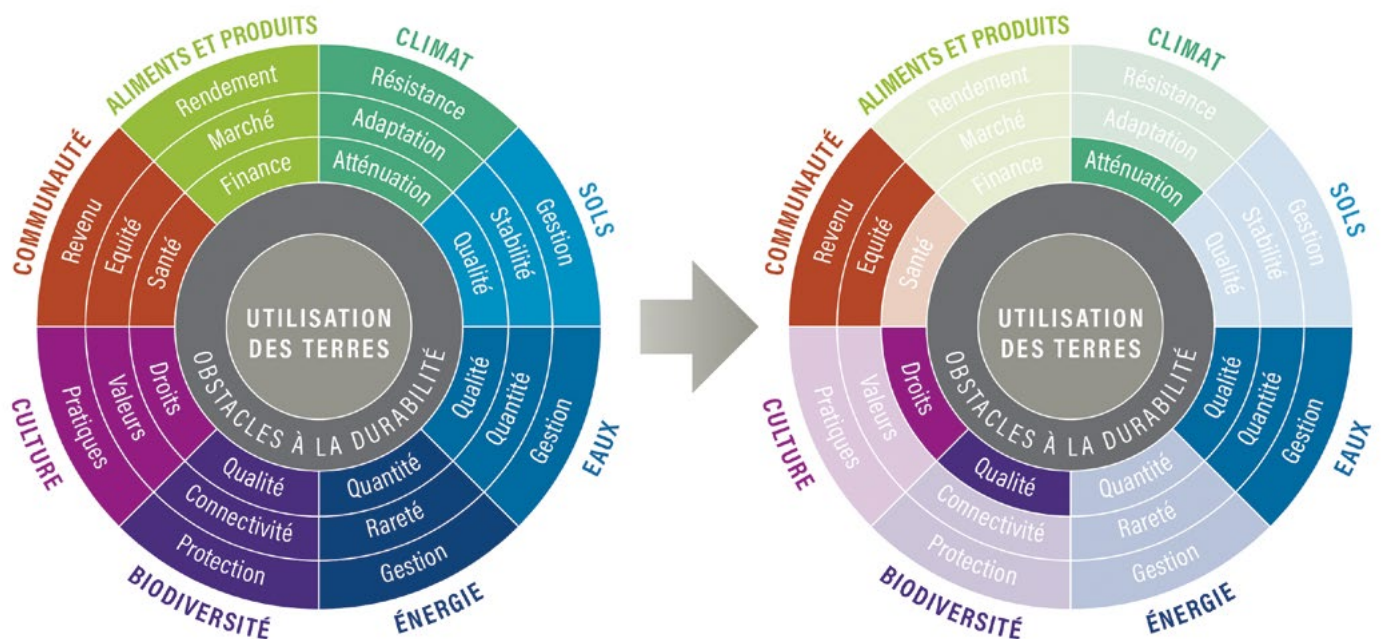 ALIMENTS ET PRODUITS
Rendement
Marché
Finance
CLIMAT
Résistance
Adaptation
Atténuation
SOLS
Gestion
Stabilité
Qualité
EAUX
Qualité
Quantité
Gestion
ÉNERGIE
Quantité
Rareté
Gestion
BIODIVERSITÉ
Qualité
Connectivité
Protection
CULTURE
Pratiques
Valeurs
Droits
COMMUNAUTÉ
Revenu
Equité
Santé
UTILISATION
DES TERRES
OBSTACLES À LA DURABILITÉ
ALIMENTS ET PRODUITS
Rendement
Marché
Finance
CLIMAT
Résistance
Adaptation
Atténuation
SOLS
Gestion
Stabilité
Qualité
EAUX
Qualité
Quantité
Gestion
ÉNERGIE
Quantité
Rareté
Gestion
BIODIVERSITÉ
Qualité
Connectivité
Protection
CULTURE
Pratiques
Valeurs
Droits
COMMUNAUTÉ
Revenu
Equité
Santé
UTILISATION
DES TERRES
OBSTACLES À LA DURABILITÉ